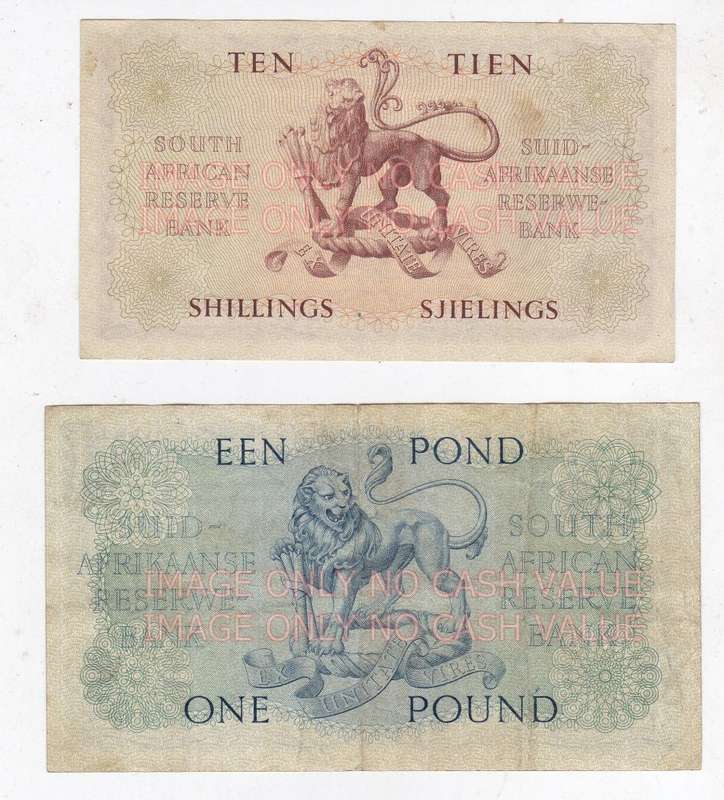 TEN TIEN
SOUTH AFRICAN RESERVE BANK
SUID-AFRIKAANSE RESERWE-BANK
IMAGE ONLY NO CASH VALUE
IMAGE ONLY NO CASH VALUE
EX UNITATE VIRES
SHILLINGS SJIELINGS
EEN POND
SUID-AFRIKAANSE RESERWE-BANK
SOUTH AFRICAN RESERVE BANK
IMAGE ONLY NO CASH VALUE
IMAGE ONLY NO CASH VALUE
EX UNITATE VIRES
ONE POUND